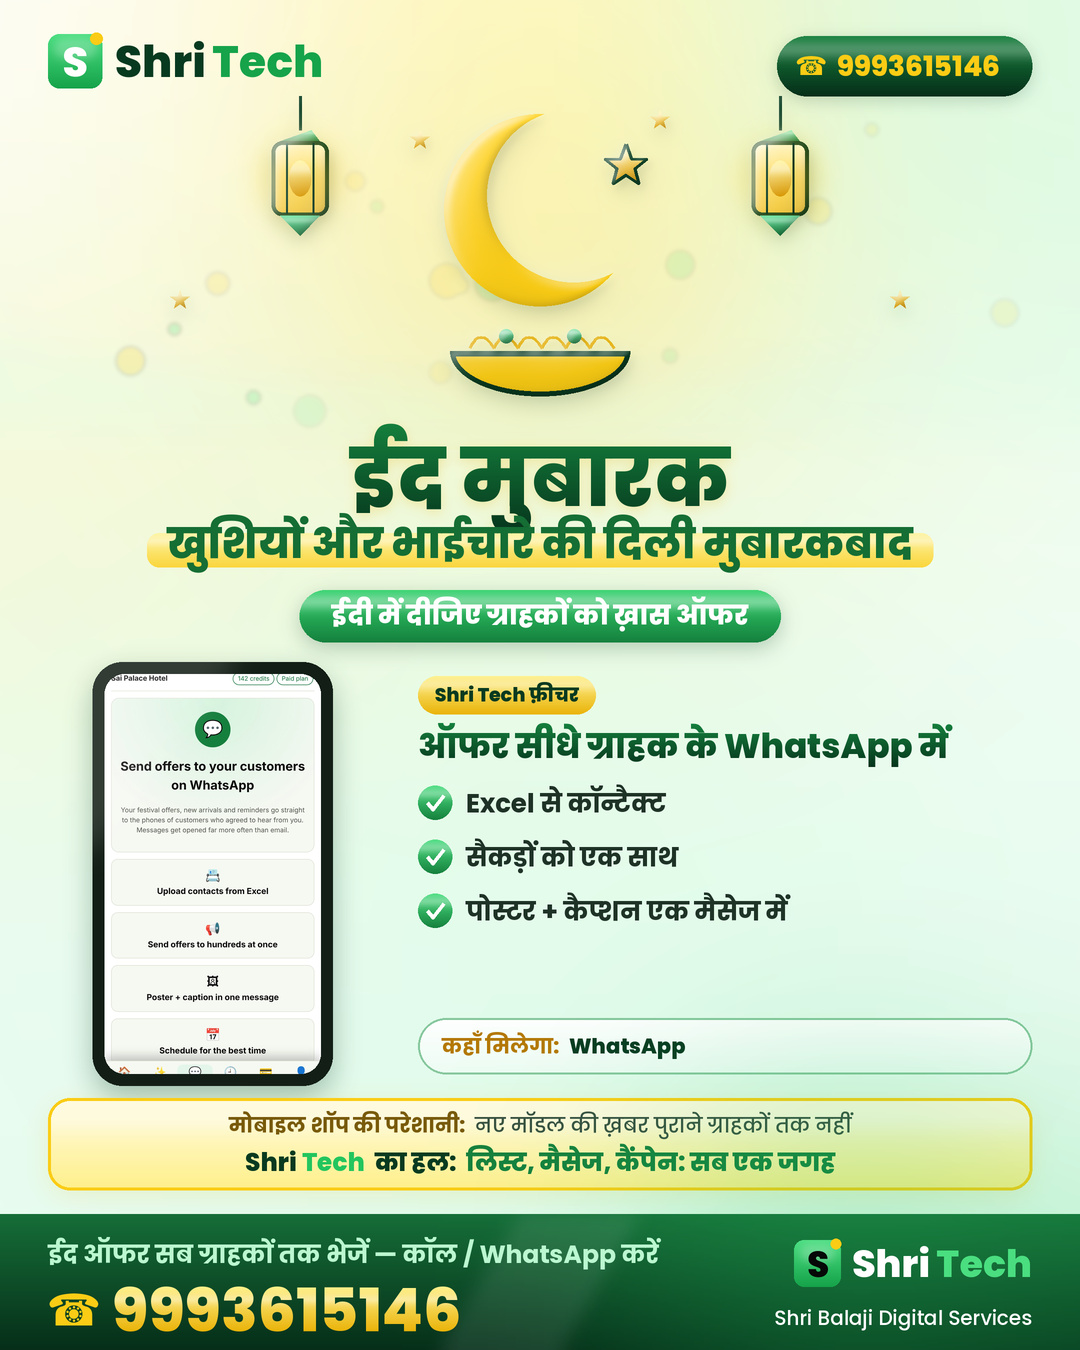 S Shri Tech
☎ 9993615146
ईद मुबारक
खुशियों और भाईचारे की दिली मुबारकबाद
ईदी में दीजिए ग्राहकों को ख़ास ऑफर
Sai Palace Hotel 142 credits Paid plan
Send offers to your customers
on WhatsApp
Your festival offers, new arrivals and reminders go straight
to the phones of customers who agreed to hear from you.
Messages get opened far more often than email.
Upload contacts from Excel
Send offers to hundreds at once
Poster + caption in one message
Schedule for the best time
Shri Tech फ़ीचर
ऑफर सीधे ग्राहक के WhatsApp में
Excel से कॉन्टैक्ट
सैकड़ों को एक साथ
पोस्टर + कैप्शन एक मैसेज में
कहाँ मिलेगा: WhatsApp
मोबाइल शॉप की परेशानी: नए मॉडल की ख़बर पुराने ग्राहकों तक नहीं
Shri Tech का हल: लिस्ट, मैसेज, कैंपेन: सब एक जगह
ईद ऑफर सब ग्राहकों तक भेजें — कॉल / WhatsApp करें
☎ 9993615146
S Shri Tech
Shri Balaji Digital Services